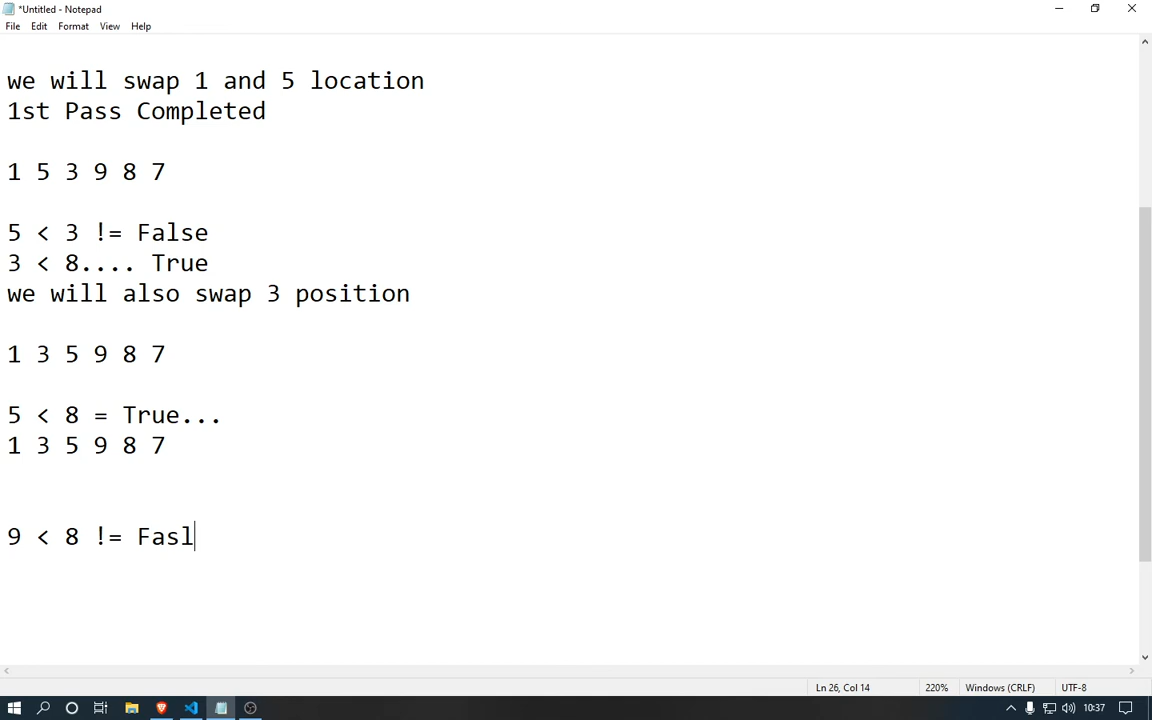 *Untitled - Notepad
File Edit Format View Help
we will swap 1 and 5 location
1st Pass Completed
1 5 3 9 8 7
5 < 3 != False
3 < 8.... True
we will also swap 3 position
1 3 5 9 8 7
5 < 8 = True...
1 3 5 9 8 7
9 < 8 != Fasl
Ln 26, Col 14 220% Windows (CRLF) UTF-8
10:37